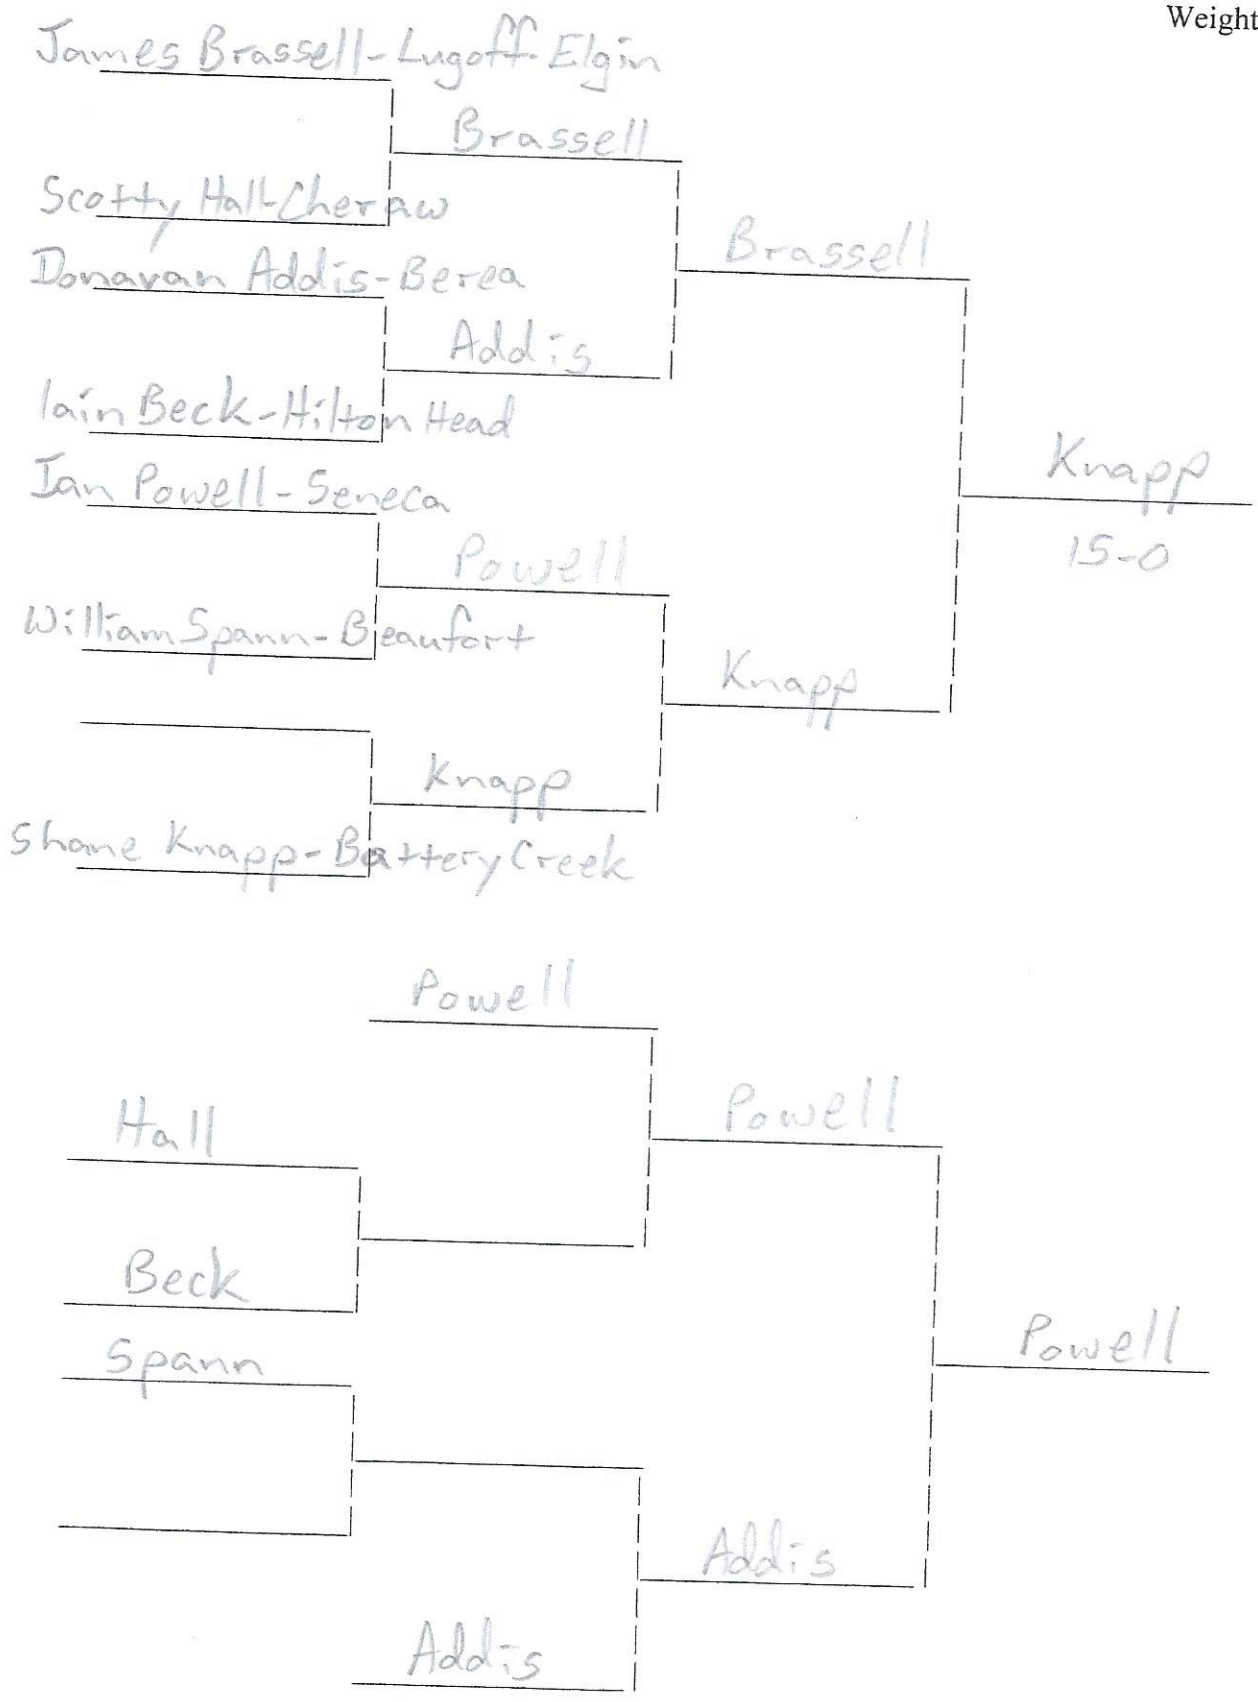 Weight
James Brassell-Lugoff-Elgin
Brassell
Scotty Hall-Cheraw
Brassell
Donavan Addis-Berea
Addis
Iain Beck-Hilton Head
Knapp
Ian Powell-Seneca
15-0
Powell
William Spann-Beaufort
Knapp
Knapp
Shane Knapp-Battery Creek
Powell
Powell
Hall
Beck
Powell
Spann
Addis
Addis